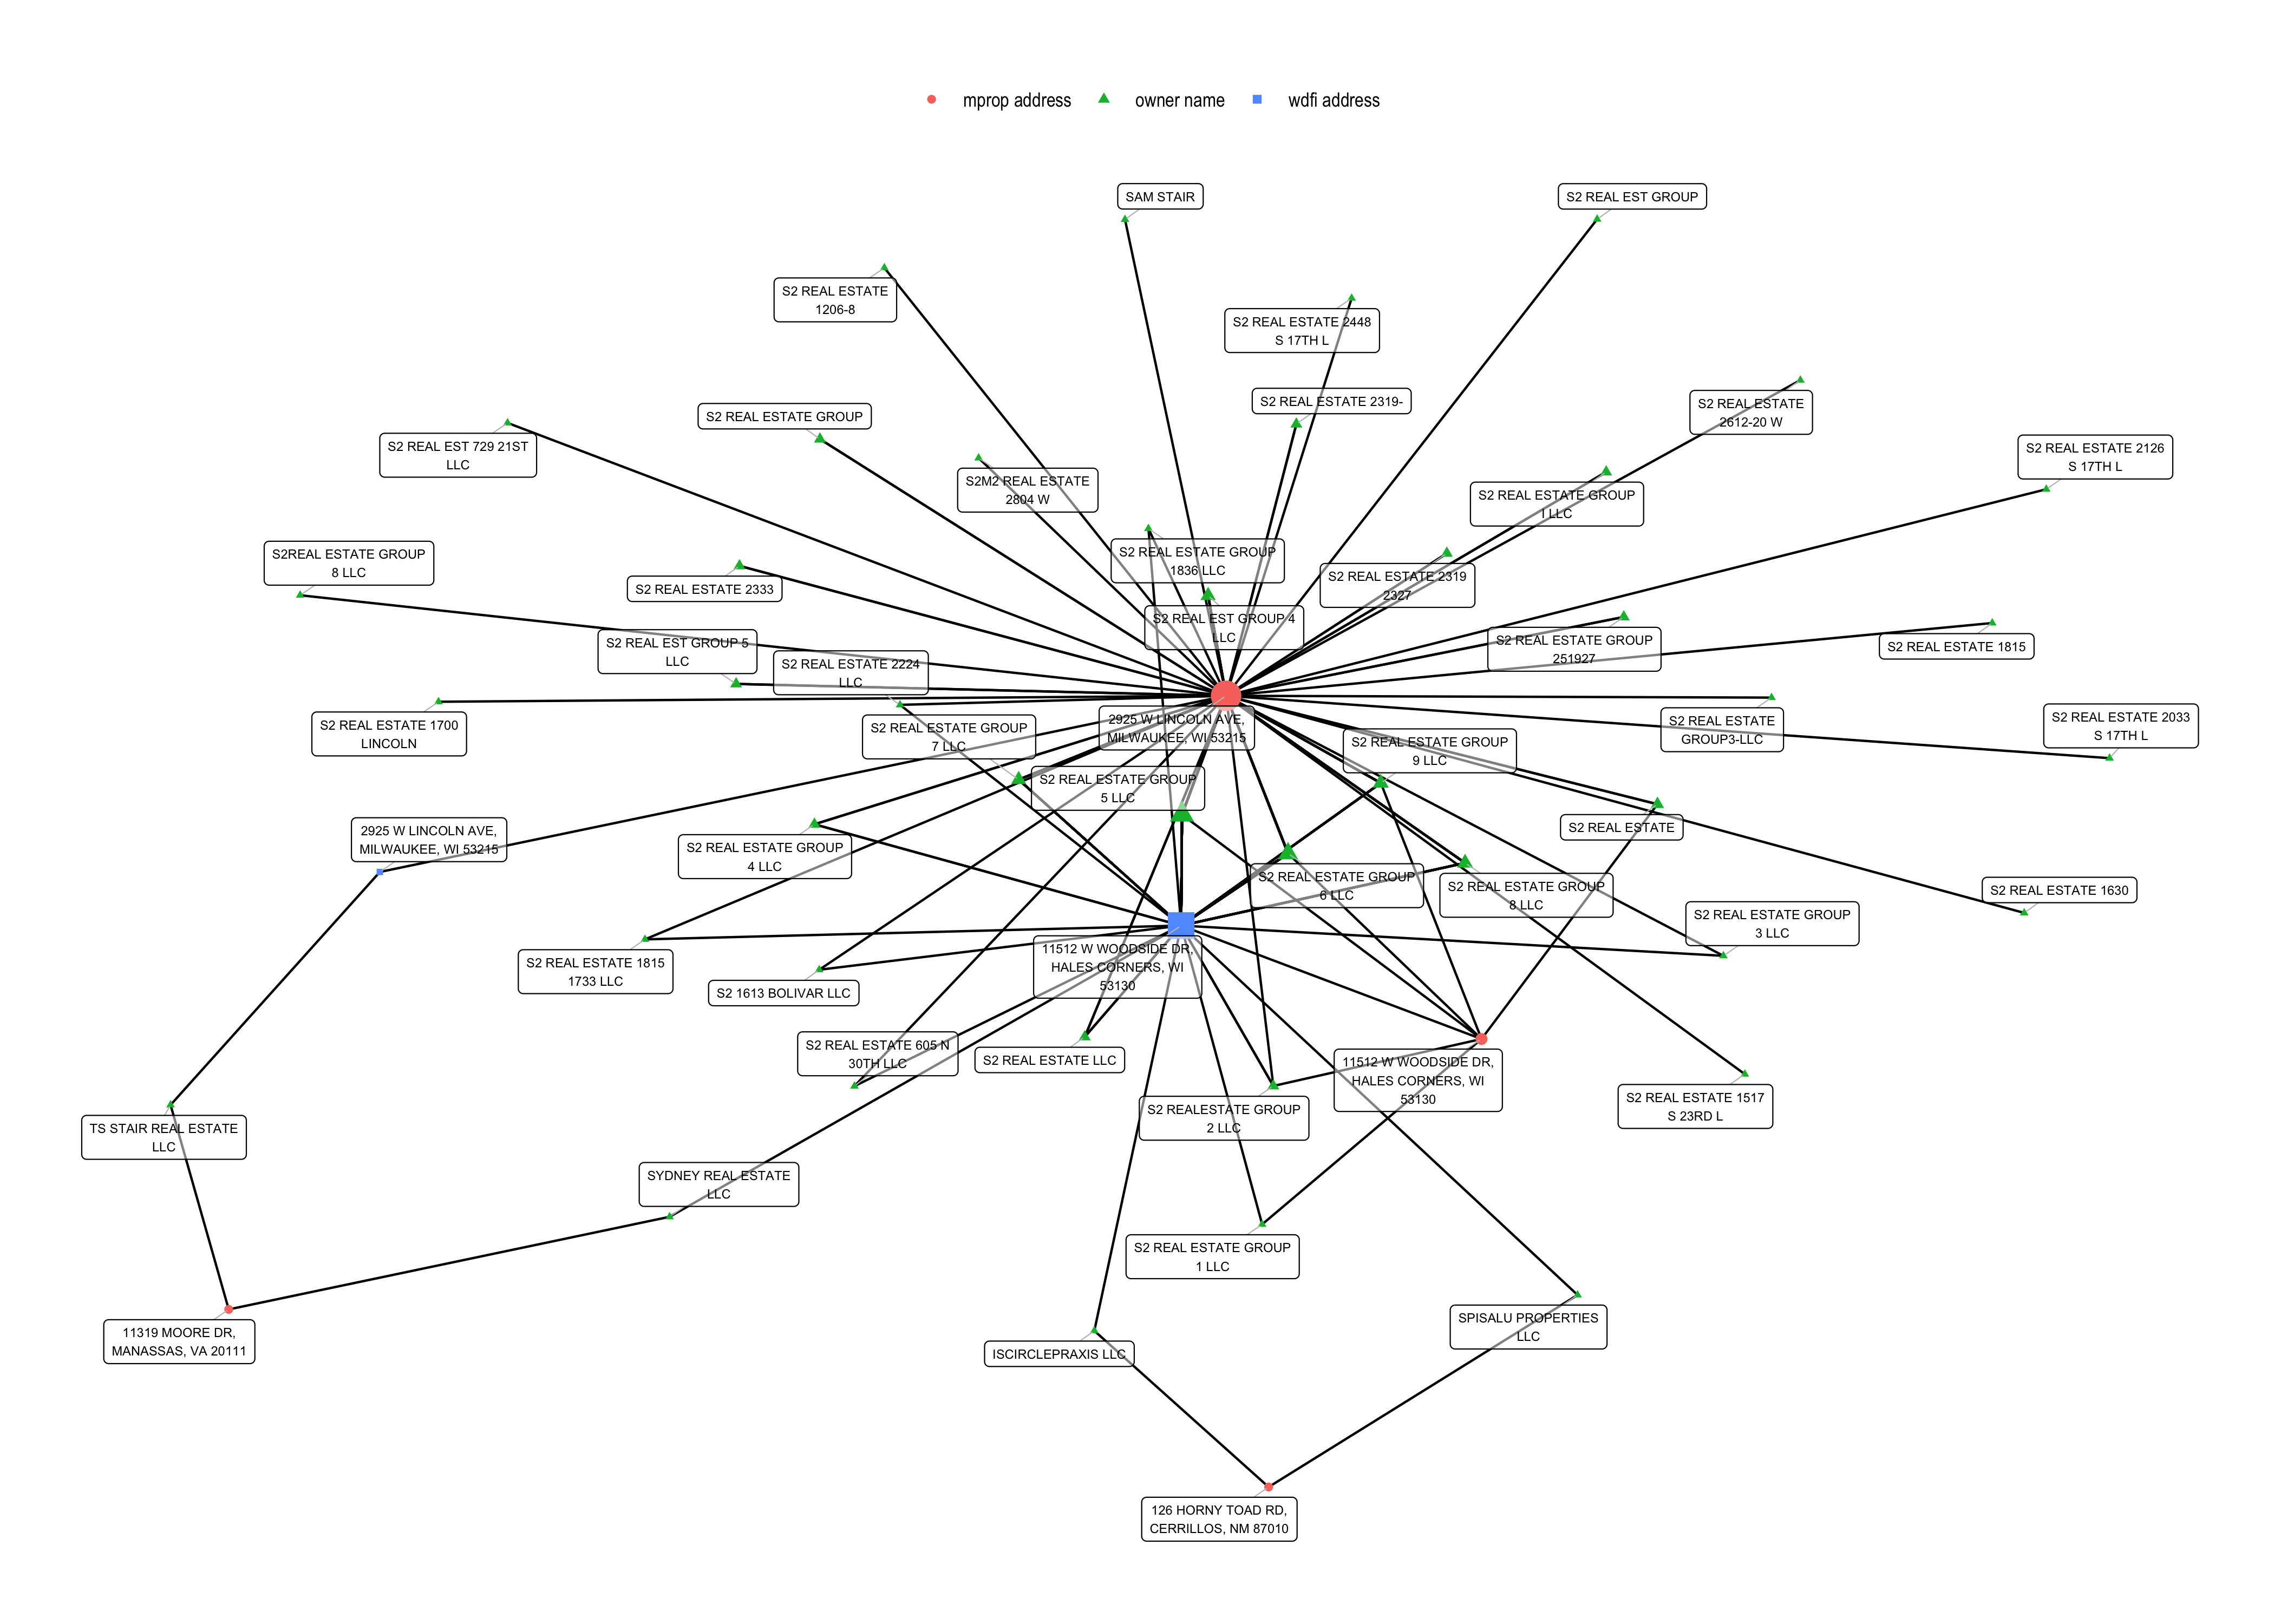 mprop address
owner name
wdfi address
SAM STAIR
S2 REAL EST GROUP
S2 REAL ESTATE
1206-8
S2 REAL ESTATE 2448
S 17TH L
S2 REAL ESTATE 2319-
S2 REAL ESTATE
2612-20 W
S2 REAL ESTATE GROUP
S2 REAL EST 729 21ST
LLC
S2 REAL ESTATE 2126
S 17TH L
S2M2 REAL ESTATE
2804 W
S2 REAL ESTATE GROUP
I LLC
S2REAL ESTATE GROUP
8 LLC
S2 REAL ESTATE GROUP
1836 LLC
S2 REAL ESTATE 2333
S2 REAL ESTATE 2319
2327
S2 REAL EST GROUP 4
LLC
S2 REAL EST GROUP 5
LLC
S2 REAL ESTATE GROUP
251927
S2 REAL ESTATE 1815
S2 REAL ESTATE 2224
LLC
S2 REAL ESTATE 1700
LINCOLN
S2 REAL ESTATE GROUP
7 LLC
2925 W LINCOLN AVE,
MILWAUKEE, WI 53215
S2 REAL ESTATE
GROUP3-LLC
S2 REAL ESTATE 2033
S 17TH L
S2 REAL ESTATE GROUP
9 LLC
S2 REAL ESTATE GROUP
5 LLC
2925 W LINCOLN AVE,
MILWAUKEE, WI 53215
S2 REAL ESTATE GROUP
4 LLC
S2 REAL ESTATE
S2 REAL ESTATE GROUP
6 LLC
S2 REAL ESTATE GROUP
8 LLC
S2 REAL ESTATE 1630
S2 REAL ESTATE GROUP
3 LLC
11512 W WOODSIDE DR,
HALES CORNERS, WI
53130
S2 REAL ESTATE 1815
1733 LLC
S2 1613 BOLIVAR LLC
S2 REAL ESTATE 605 N
30TH LLC
S2 REAL ESTATE LLC
11512 W WOODSIDE DR,
HALES CORNERS, WI
53130
S2 REALESTATE GROUP
2 LLC
S2 REAL ESTATE 1517
S 23RD L
TS STAIR REAL ESTATE
LLC
SYDNEY REAL ESTATE
LLC
S2 REAL ESTATE GROUP
1 LLC
11319 MOORE DR,
MANASSAS, VA 20111
ISCIRCLEPRAXIS LLC
SPISALU PROPERTIES
LLC
126 HORNY TOAD RD,
CERRILLOS, NM 87010